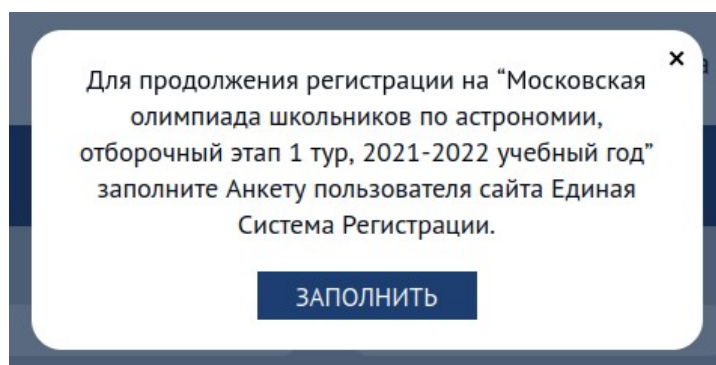 Для продолжения регистрации на “Московская
олимпиада школьников по астрономии,
отборочный этап 1 тур, 2021-2022 учебный год”
заполните Анкету пользователя сайта Единая
Система Регистрации.
ЗАПОЛНИТЬ